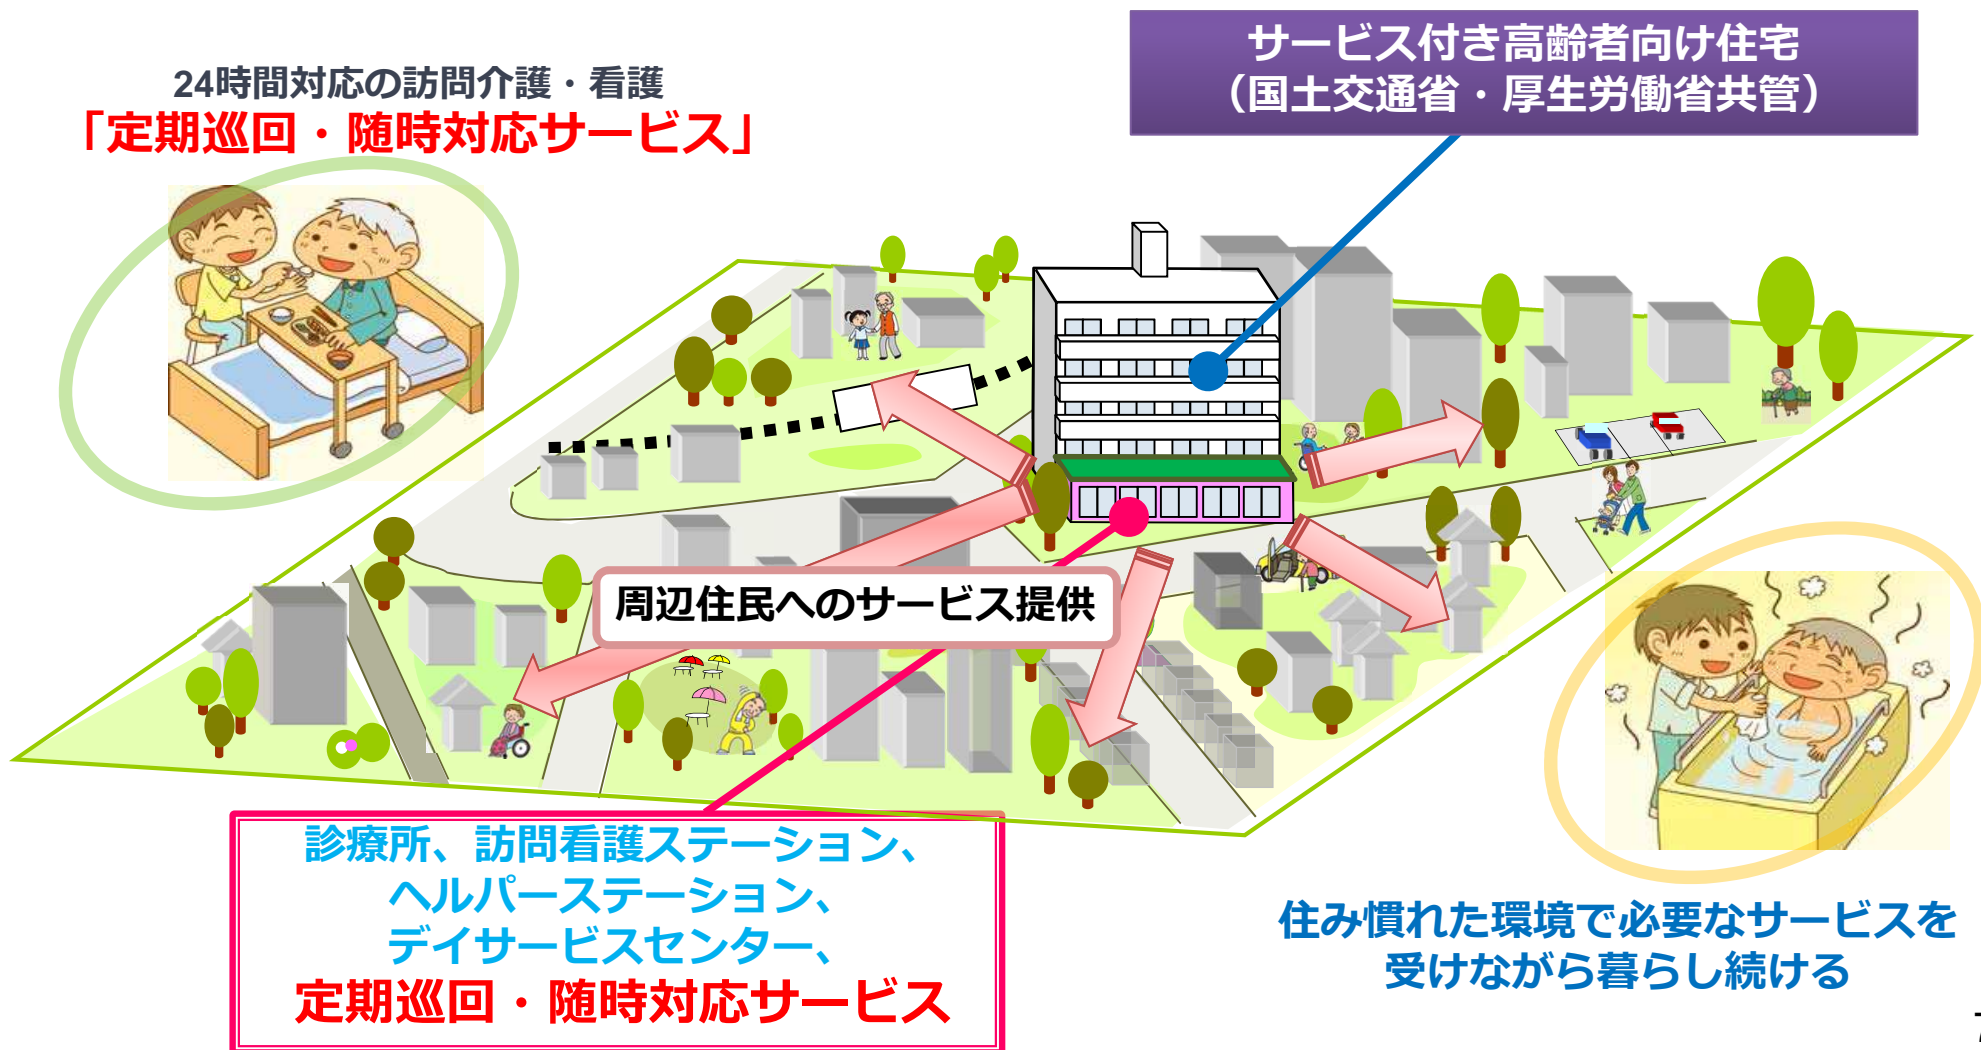 サービス付き高齢者向け住宅
（国土交通省・厚生労働省共管）
24時間対応の訪問介護・看護
「定期巡回・随時対応サービス」
周辺住民へのサービス提供
診療所、訪問看護ステーション、
ヘルパーステーション、
デイサービスセンター、
定期巡回・随時対応サービス
住み慣れた環境で必要なサービスを
受けながら暮らし続ける